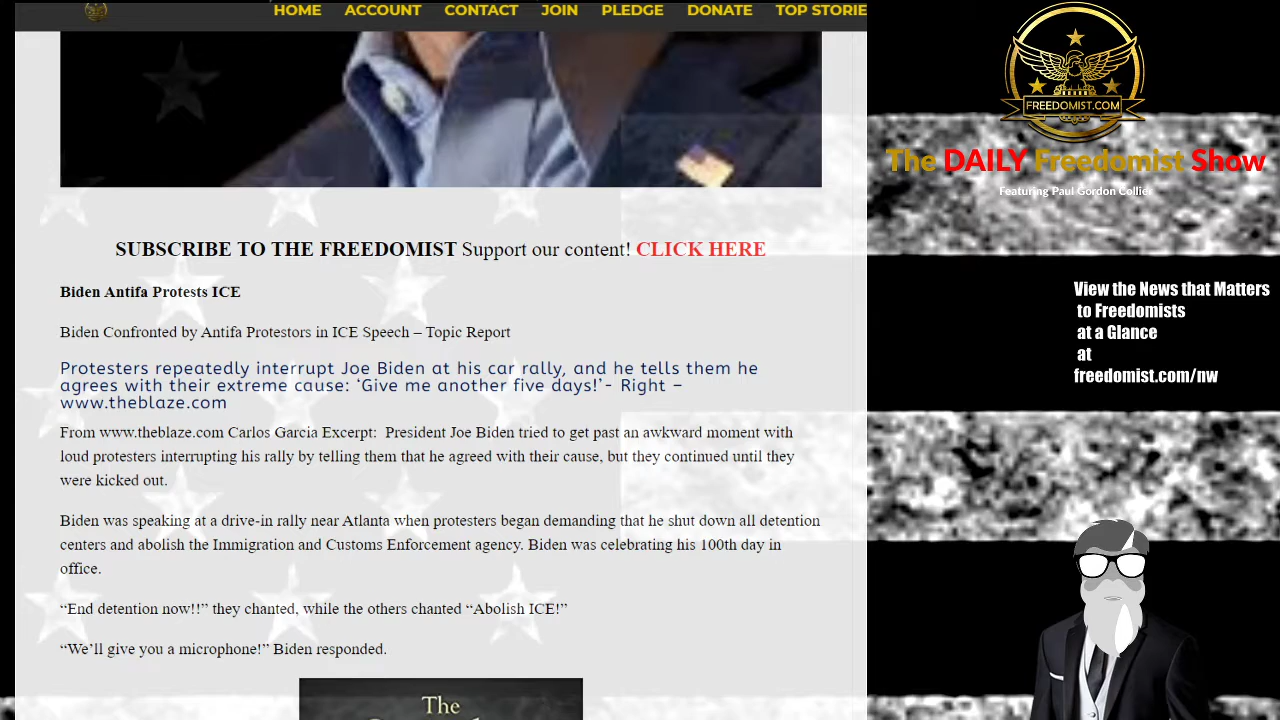 HOME ACCOUNT CONTACT JOIN PLEDGE DONATE TOP STORIE
FREEDOMIST.COM
The DAILY Freedomist Show
Featuring Paul Gordon Collie
SUBSCRIBE TO THE FREEDOMIST Support our content! CLICK HERE
Biden Antifa Protests ICE
Biden Confronted by Antifa Protestors in ICE Speech – Topic Report
Protesters repeatedly interrupt Joe Biden at his car rally, and he tells them he
agrees with their extreme cause: ‘Give me another five days!’- Right –
www.theblaze.com
From www.theblaze.com Carlos Garcia Excerpt:  President Joe Biden tried to get past an awkward moment with
loud protesters interrupting his rally by telling them that he agreed with their cause, but they continued until they
were kicked out.
Biden was speaking at a drive-in rally near Atlanta when protesters began demanding that he shut down all detention
centers and abolish the Immigration and Customs Enforcement agency. Biden was celebrating his 100th day in
office.
“End detention now!!” they chanted, while the others chanted “Abolish ICE!”
“We’ll give you a microphone!” Biden responded.
The
View the News that Matters
to Freedomists
at a Glance
at
freedomist.com/nw